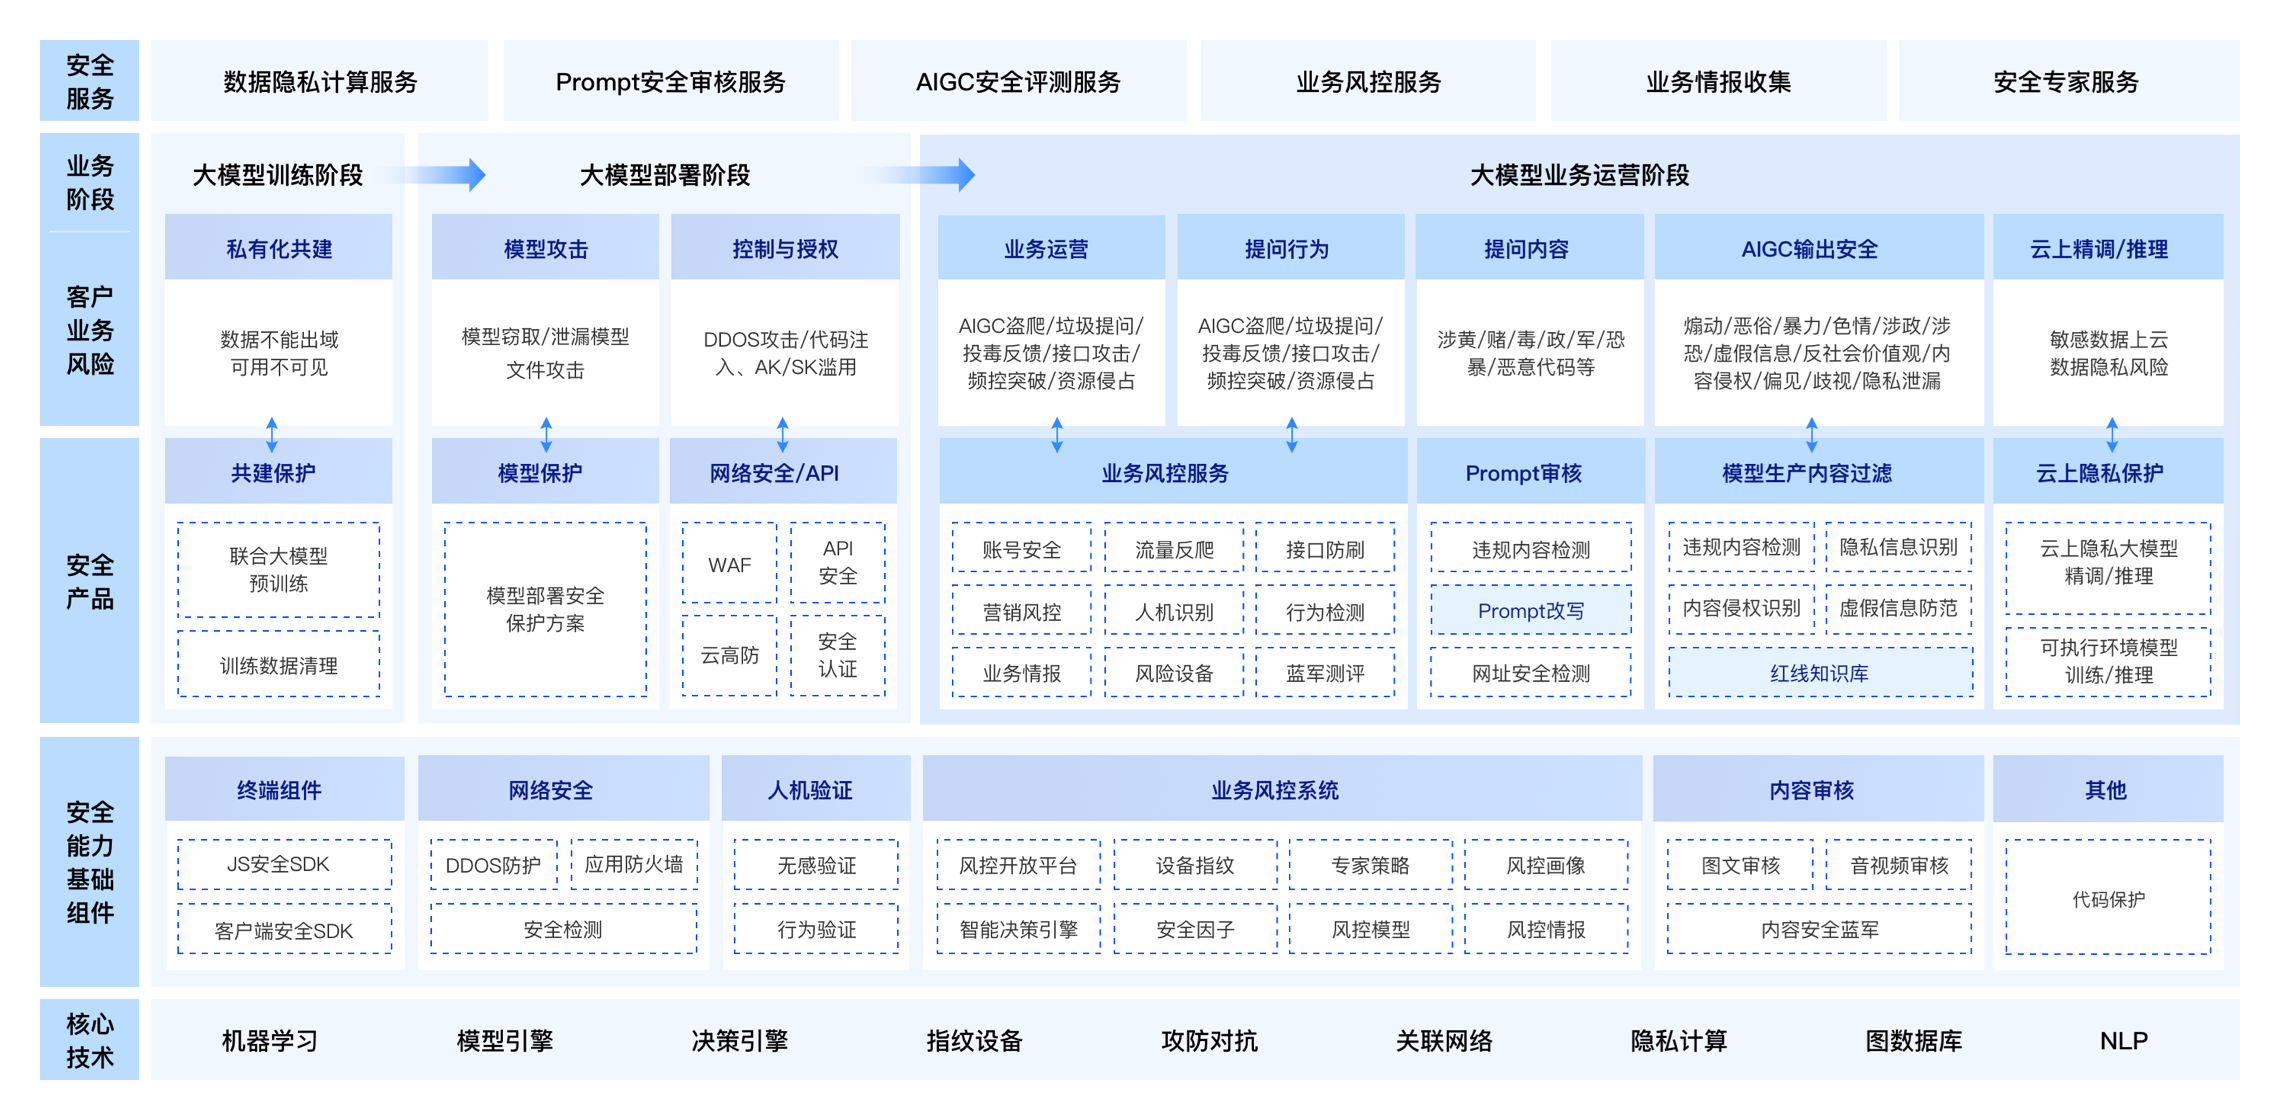 安全
服务
数据隐私计算服务
Prompt安全审核服务
AIGC安全评测服务
业务风控服务
业务情报收集
安全专家服务
业务
阶段
大模型训练阶段
大模型部署阶段
大模型业务运营阶段
客户
业务
风险
私有化共建
数据不能出域
可用不可见
模型攻击
模型窃取/泄漏模型
文件攻击
控制与授权
DDOS攻击/代码注
入、AK/SK滥用
业务运营
AIGC盗爬/垃圾提问/
投毒反馈/接口攻击/
频控突破/资源侵占
提问行为
AIGC盗爬/垃圾提问/
投毒反馈/接口攻击/
频控突破/资源侵占
提问内容
涉黄/赌/毒/政/军/恐
暴/恶意代码等
AIGC输出安全
煽动/恶俗/暴力/色情/涉政/涉
恐/虚假信息/反社会价值观/内
容侵权/偏见/歧视/隐私泄漏
云上精调/推理
敏感数据上云
数据隐私风险
安全
产品
共建保护
联合大模型
预训练
训练数据清理
模型保护
模型部署安全
保护方案
网络安全/API
WAF
API
安全
云高防
安全
认证
业务风控服务
账号安全
流量反爬
接口防刷
营销风控
人机识别
行为检测
业务情报
风险设备
蓝军测评
Prompt审核
违规内容检测
Prompt改写
网址安全检测
模型生产内容过滤
违规内容检测
隐私信息识别
内容侵权识别
虚假信息防范
红线知识库
云上隐私保护
云上隐私大模型
精调/推理
可执行环境模型
训练/推理
安全
能力
基础
组件
终端组件
JS安全SDK
客户端安全SDK
网络安全
DDOS防护
应用防火墙
安全检测
人机验证
无感验证
行为验证
业务风控系统
风控开放平台
设备指纹
专家策略
风控画像
智能决策引擎
安全因子
风控模型
风控情报
内容审核
图文审核
音视频审核
内容安全蓝军
其他
代码保护
核心
技术
机器学习
模型引擎
决策引擎
指纹设备
攻防对抗
关联网络
隐私计算
图数据库
NLP